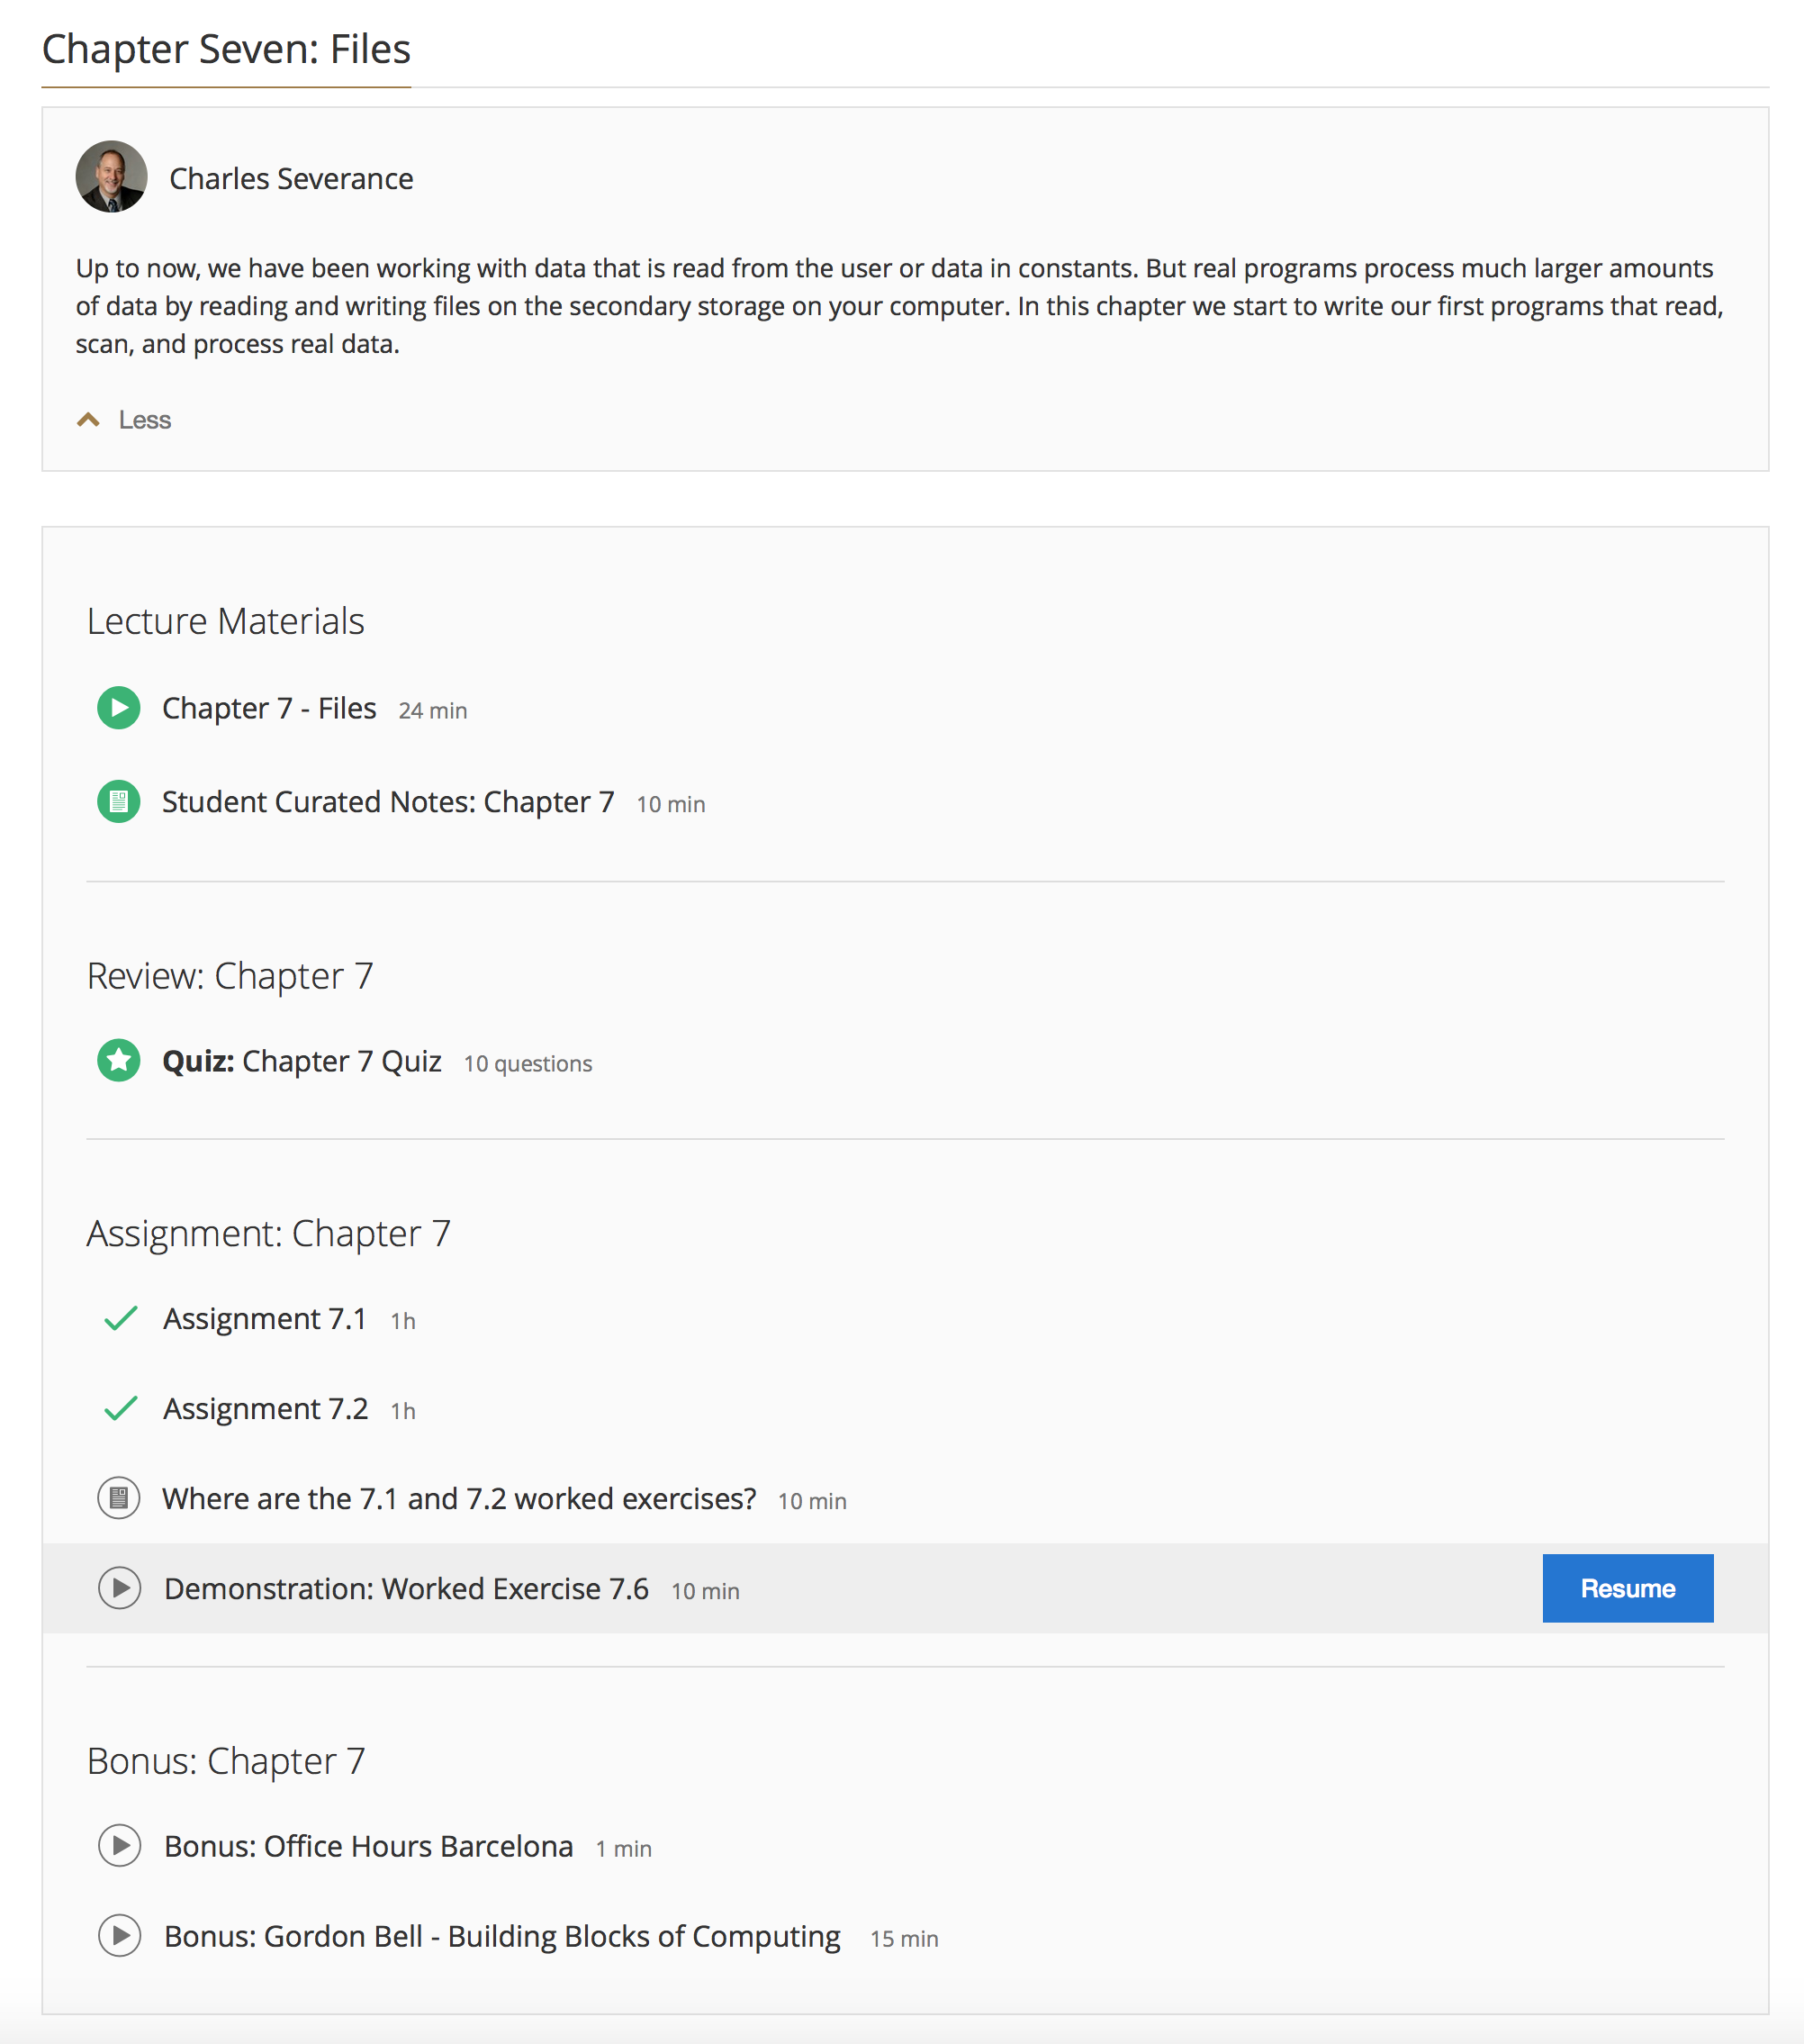 Chapter Seven: Files
Charles Severance
Up to now, we have been working with data that is read from the user or data in constants. But real programs process much larger amounts
of data by reading and writing files on the secondary storage on your computer. In this chapter we start to write our first programs that read,
scan, and process real data.
Less
Lecture Materials
Chapter 7 - Files 24 min
Student Curated Notes: Chapter 7 10 min
Review: Chapter 7
Quiz: Chapter 7 Quiz 10 questions
Assignment: Chapter 7
Assignment 7.1 1h
Assignment 7.2 1h
Where are the 7.1 and 7.2 worked exercises? 10 min
Demonstration: Worked Exercise 7.6 10 min Resume
Bonus: Chapter 7
Bonus: Office Hours Barcelona 1 min
Bonus: Gordon Bell - Building Blocks of Computing 15 min